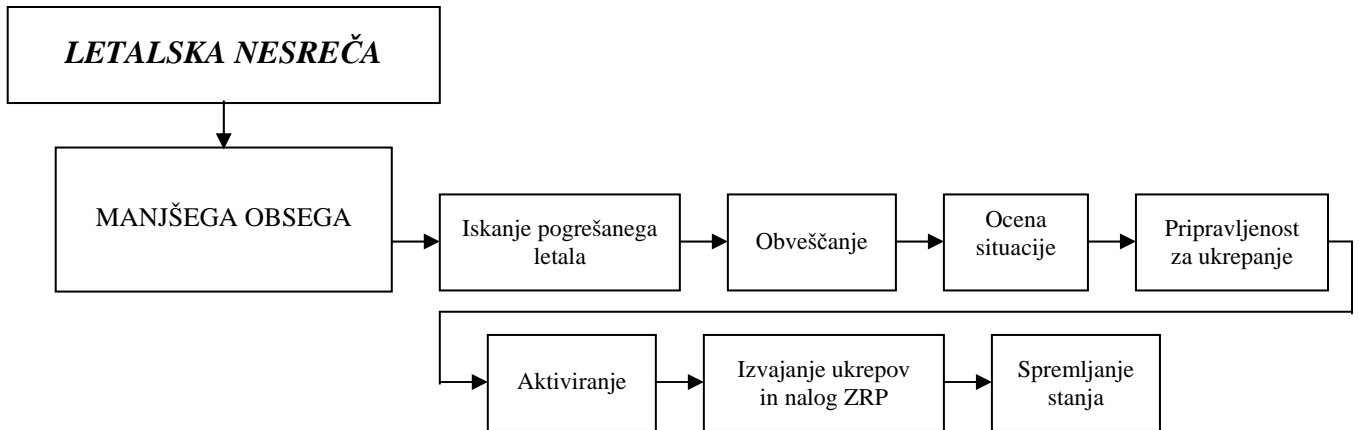 LETALSKA NESREČA
MANJŠEGA OBSEGA
Iskanje pogrešanega
letala
Obveščanje
Ocena
situacije
Pripravljenost
za ukrepanje
Aktiviranje
Izvajanje ukrepov
in nalog ZRP
Spremljanje
stanja